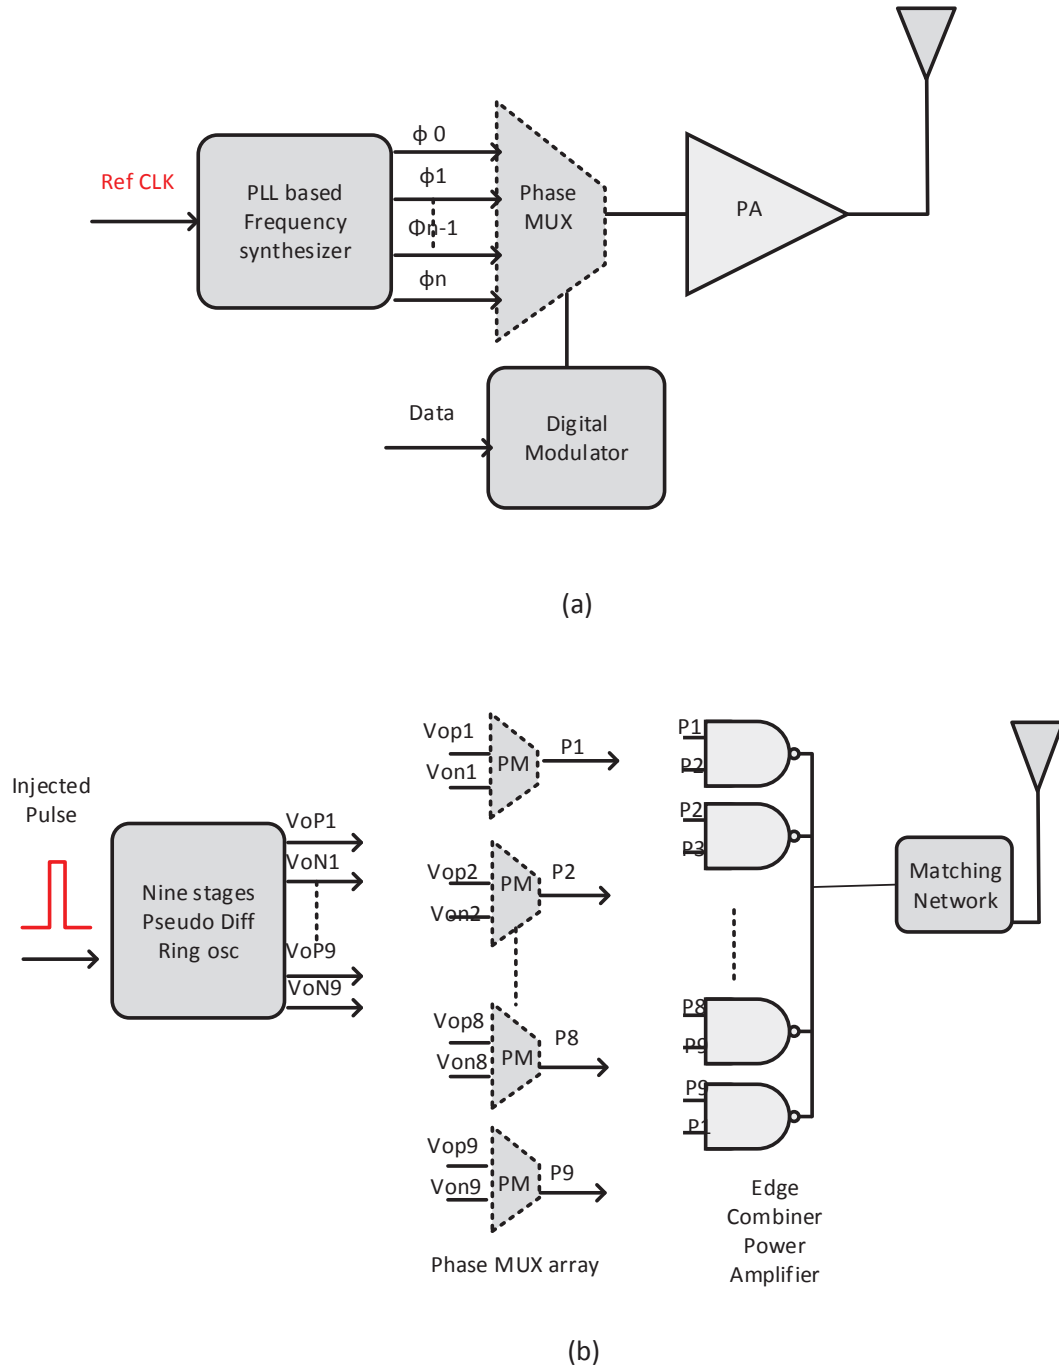 Ref CLK
PLL based
Frequency
synthesizer
ϕ 0
ϕ1
Φn-1
ϕn
Phase
MUX
PA
Data
Digital
Modulator
(a)
Injected
Pulse
Nine stages
Pseudo Diff
Ring osc
VoP1
VoN1
VoP9
VoN9
Vop1
Von1
PM
P1
Vop2
Von2
PM
P2
Vop8
Von8
PM
P8
Vop9
Von9
PM
P9
Phase MUX array
P1
P2
P2
P3
P8
P9
P9
P1
Edge
Combiner
Power
Amplifier
Matching
Network
(b)